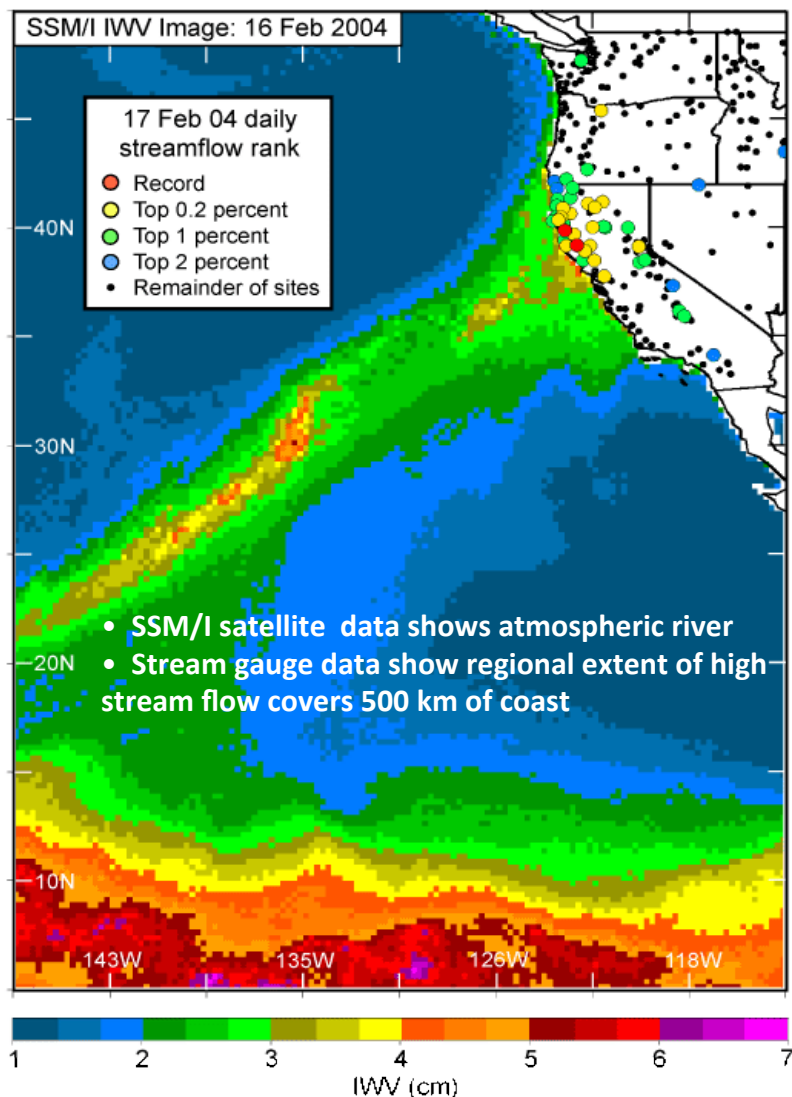 SSM/I IWV Image: 16 Feb 2004
17 Feb 04 daily
streamflow rank
Record
Top 0.2 percent
Top 1 percent
Top 2 percent
Remainder of sites
40N
30N
• SSM/I satellite data shows atmospheric river
20N
• Stream gauge data show regional extent of high
stream flow covers 500 km of coast
10N
143W 135W 126W 118W
1 2 3 4 5 6 7
IWV (cm)